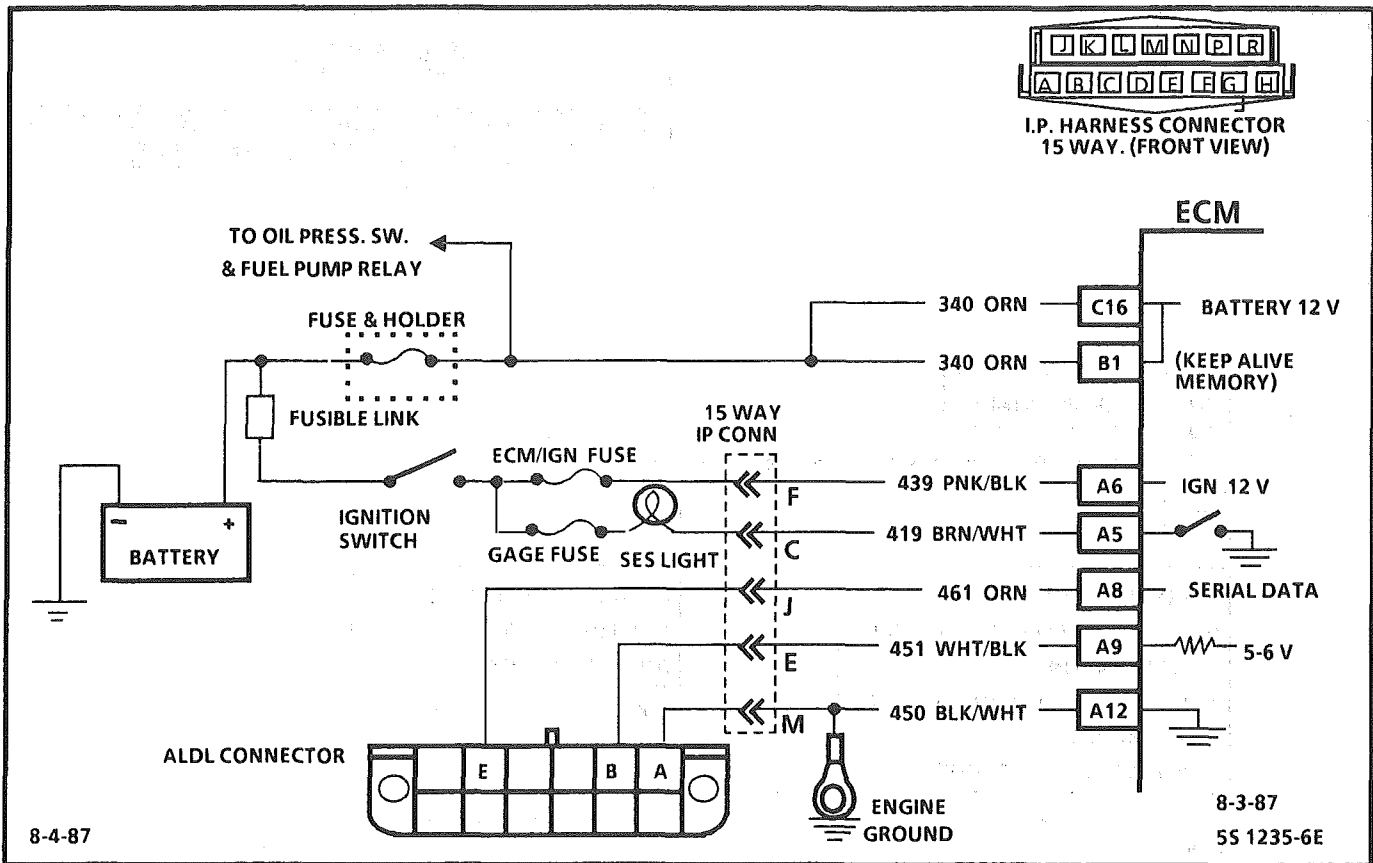 J K L M N P R
A B C D E F G H
I.P. HARNESS CONNECTOR
15 WAY. (FRONT VIEW)
ECM
TO OIL PRESS. SW.
& FUEL PUMP RELAY
FUSE & HOLDER
340 ORN C16 BATTERY 12 V
340 ORN B1 (KEEP ALIVE
MEMORY)
FUSIBLE LINK
15 WAY
IP CONN
ECM/IGN FUSE
F 439 PNK/BLK A6 IGN 12 V
IGNITION
SWITCH
GAGE FUSE SES LIGHT
C 419 BRN/WHT A5
- +
BATTERY
J 461 ORN A8 SERIAL DATA
E 451 WHT/BLK A9 5-6 V
M 450 BLK/WHT A12
ALDL CONNECTOR
E B A
ENGINE
GROUND
8-4-87
8-3-87
5S 1235-6E